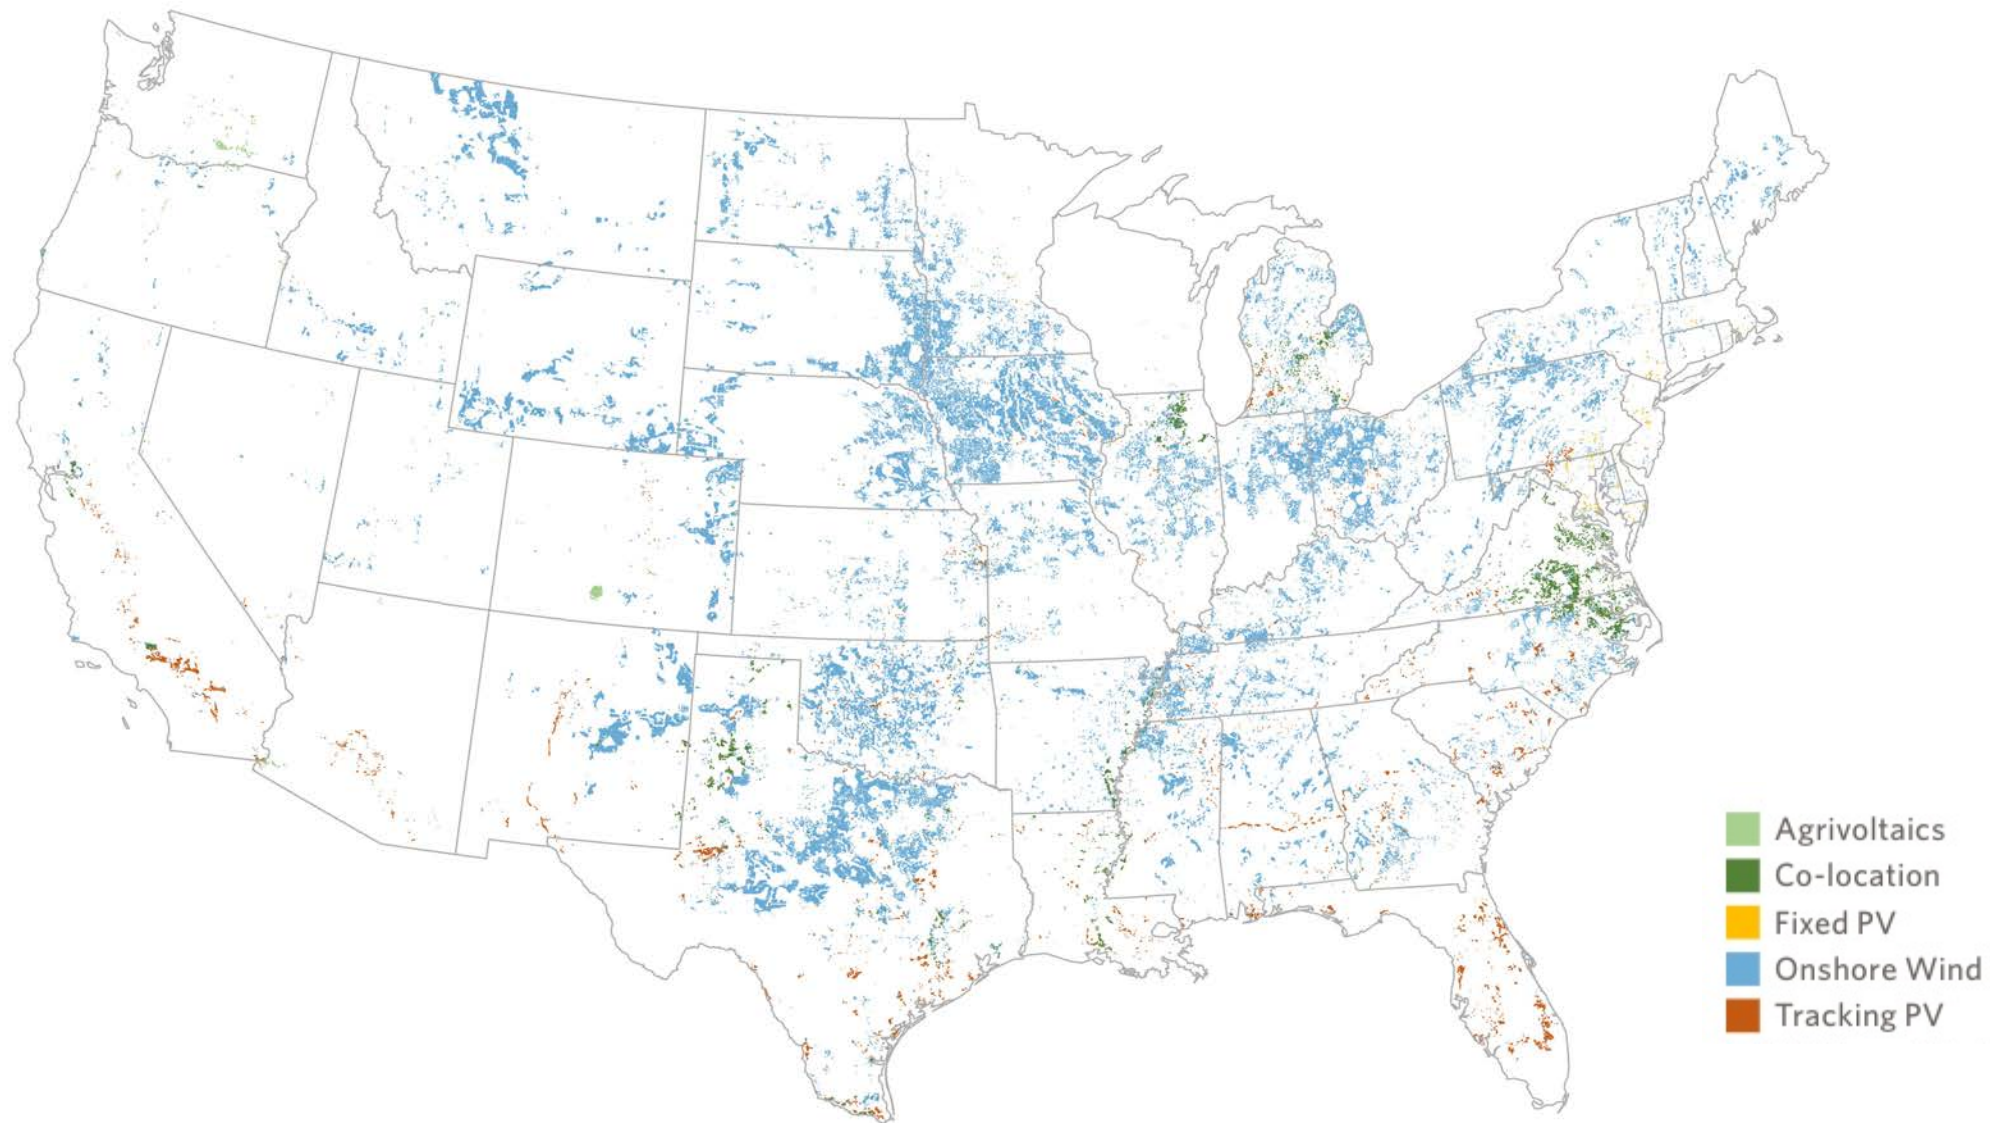 Agrivoltaics
Co-location
Fixed PV
Onshore Wind
Tracking PV